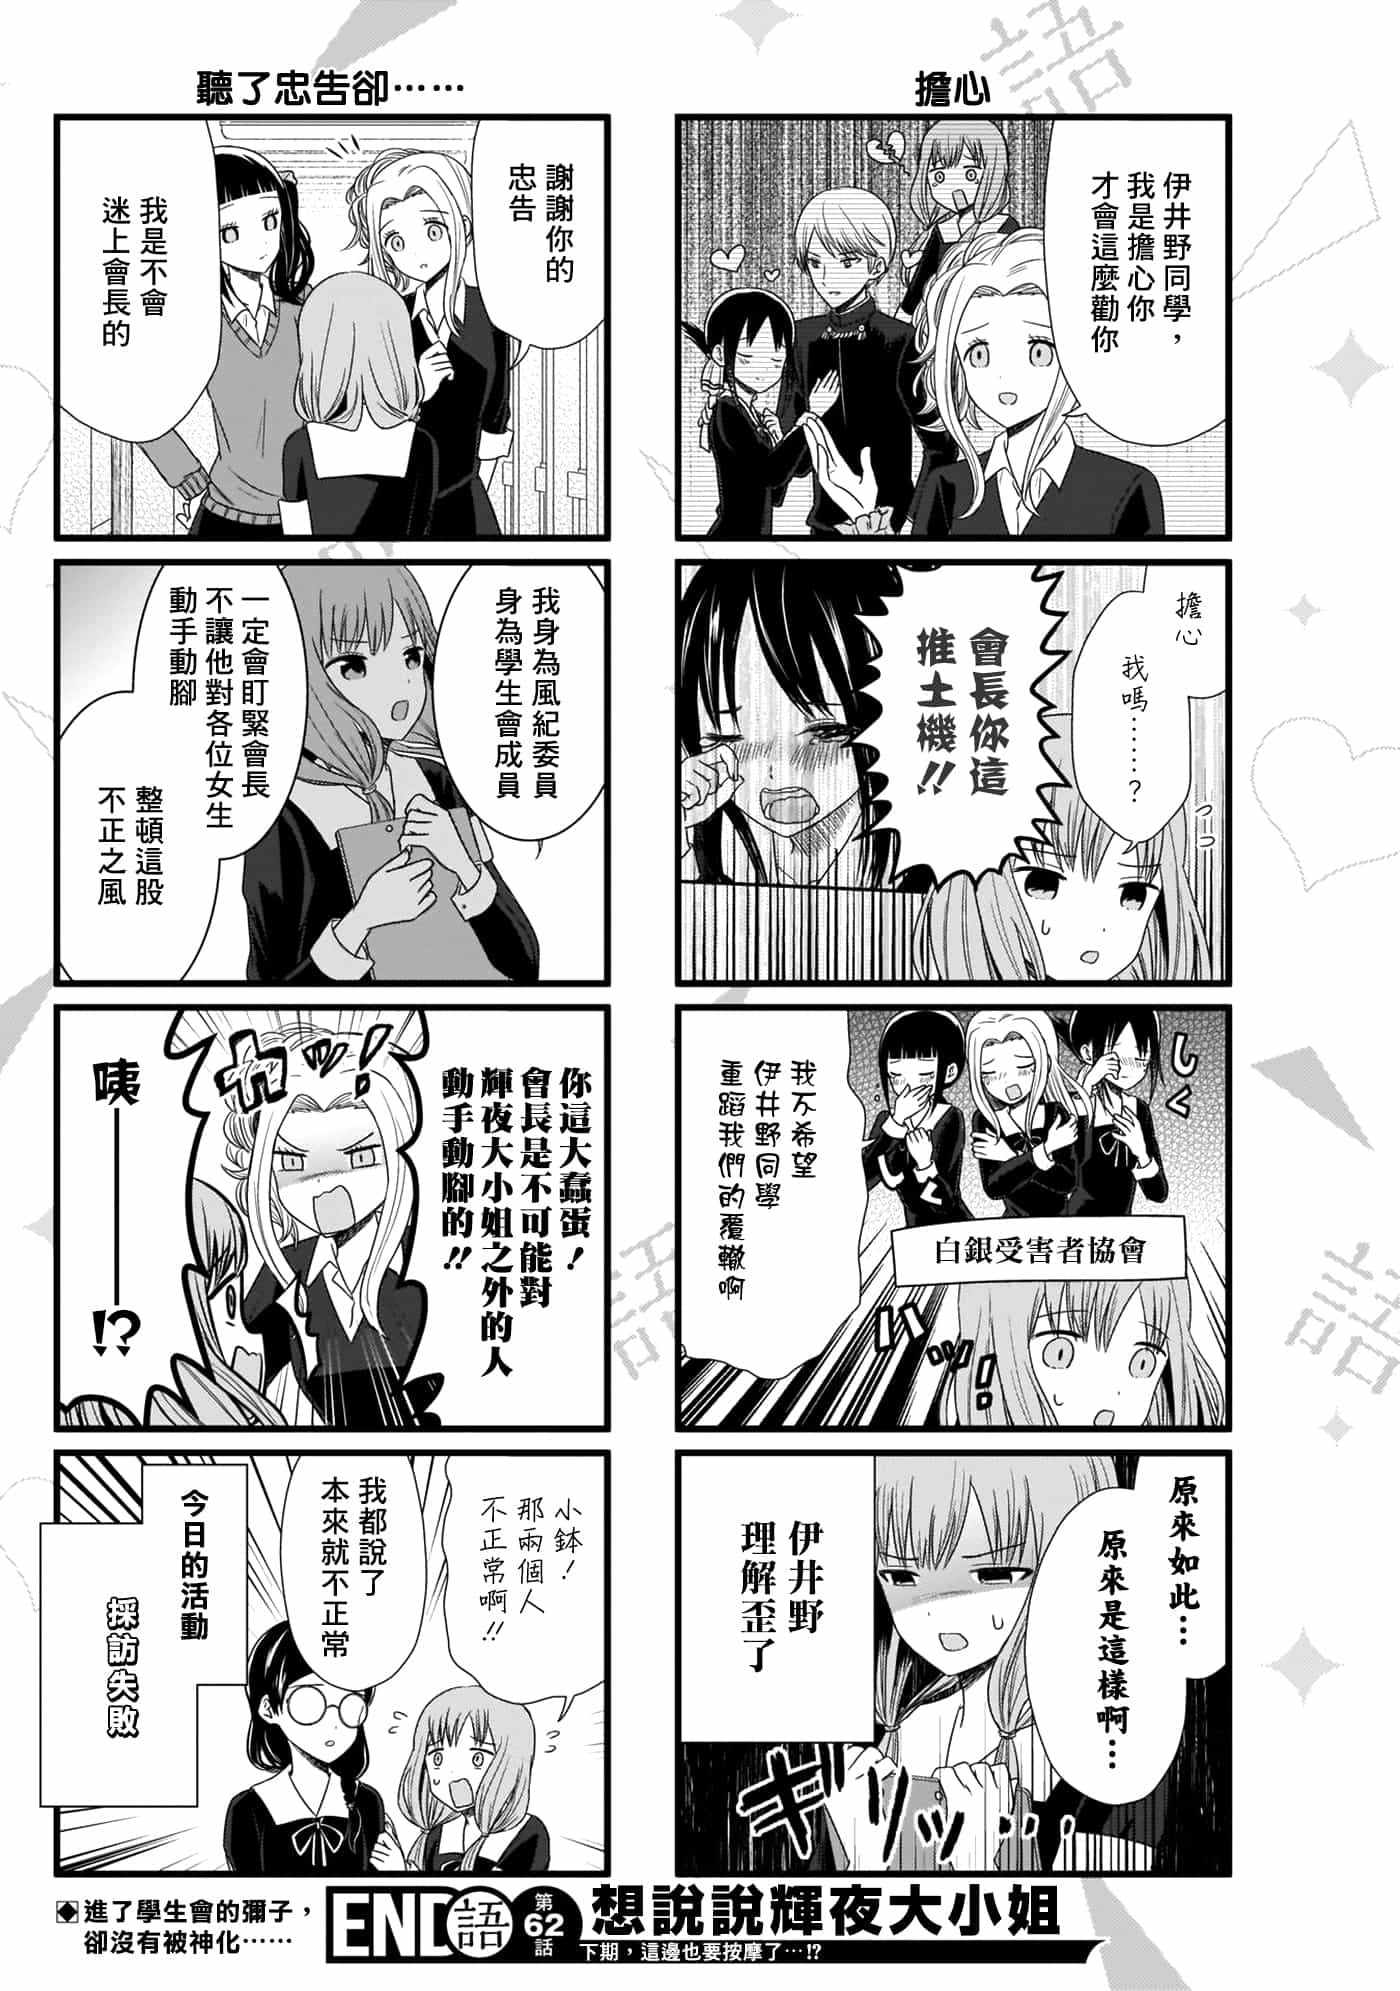 擔心
伊井野同學，
我是擔心你
才會這麼勸你
擔心
我嗎……？
會長你這
推土機!!
しくしく
我不希望
伊井野同學
重蹈我們的覆轍啊
白銀受害者協會
原來如此…
原來是這樣啊…
伊井野
理解歪了
ギリッ
聽了忠告卻……
謝謝你的
忠告
我是不會
迷上會長的
我身為風紀委員
身為學生會成員
一定會盯緊會長
不讓他對各位女生
動手動腳
整頓這股
不正之風
你這大蠢蛋！
會長是不可能對
輝夜大小姐之外的人
動手動腳的!!
カッ！
咦——!?
小鉢！
那兩個人
不正常啊!!
我都說了
本來就不正常
今日的活動
採訪失敗
進了學生會的彌子，
卻沒有被神化……
END
語
第62話
想說說輝夜大小姐
下期，這邊也要按摩了…!?